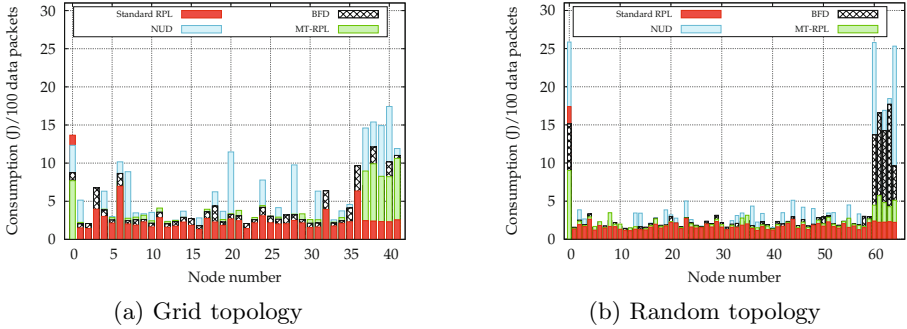 Standard RPL
BFD
NUD
MT-RPL
Consumption (J)/100 data packets
30
25
20
15
10
5
0
0 5 10 15 20 25 30 35 40
Node number
(a) Grid topology
Standard RPL
BFD
NUD
MT-RPL
Consumption (J)/100 data packets
30
25
20
15
10
5
0
0 10 20 30 40 50 60
Node number
(b) Random topology